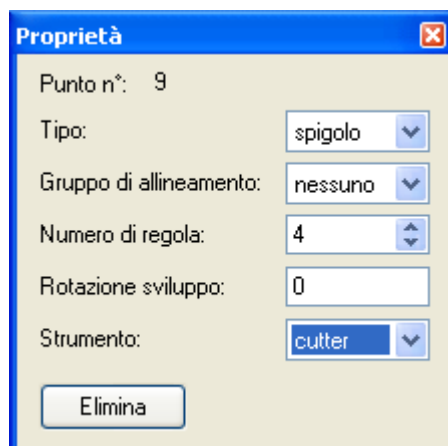 Proprietà
Punto n°: 9
Tipo: spigolo
Gruppo di allineamento: nessuno
Numero di regola: 4
Rotazione sviluppo: 0
Strumento: cutter
Elimina